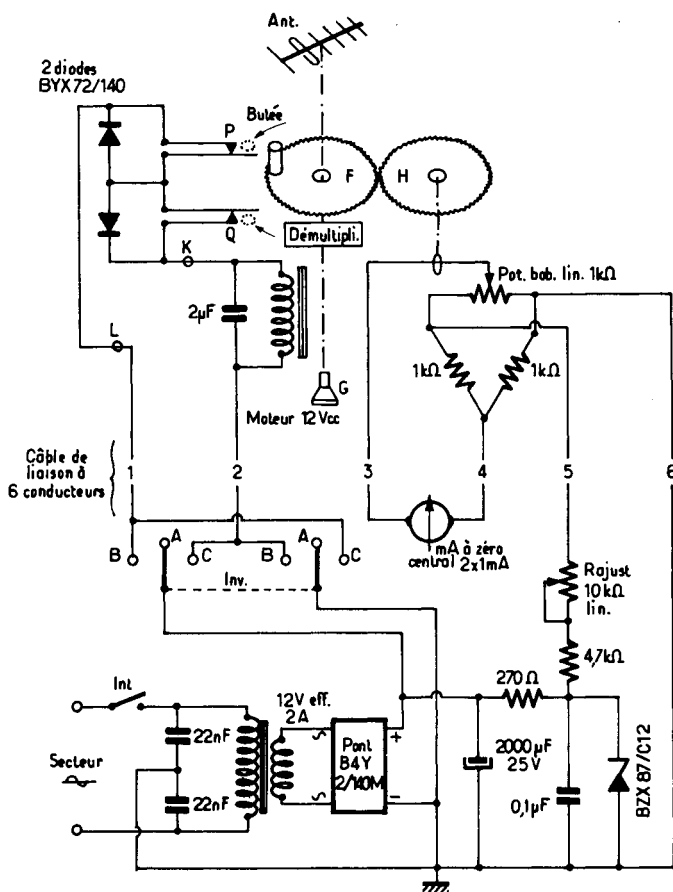 Ant.
2 diodes
BYX72/140
P
Butée
F
H
Q
Démultipli.
K
Pot. bob. lin. 1kΩ
2µF
L
1kΩ
1kΩ
G
Moteur 12Vcc
Câble de
liaison à
6 conducteurs
1
2
3
4
5
6
B
A
C
B
A
C
mA à zéro
central 2x1mA
Inv.
Rajust
10kΩ
lin.
4,7kΩ
Int
12V eff.
2A
270 Ω
22nF
Secteur
22nF
Pont
B4Y
2/140M
+
-
2000µF
25V
0,1µF
BZX 87/C12